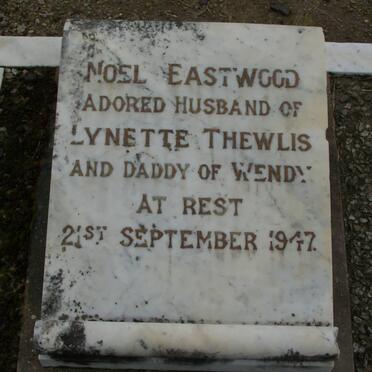 NOEL EASTWOOD
ADORED HUSBAND OF
LYNETTE THEWLIS
AND DADDY OF WENDY
AT REST
21ST SEPTEMBER 1947.